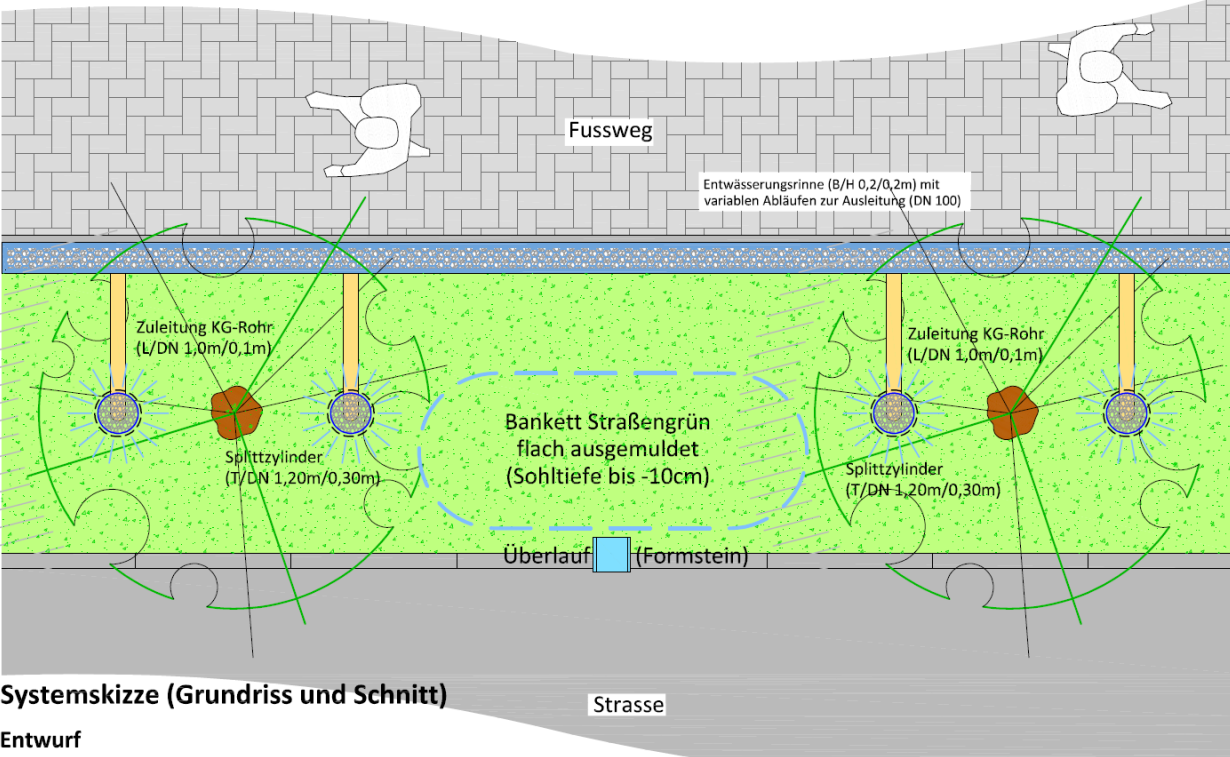 Fussweg
Entwässerungsrinne (B/H 0,2/0,2m) mit
variablen Abläufen zur Ausleitung (DN 100)
Zuleitung KG-Rohr
(L/DN 1,0m/0,1m)
Zuleitung KG-Rohr
(L/DN 1,0m/0,1m)
Bankett Straßengrün
flach ausgemuldet
(Sohltiefe bis -10cm)
Splittzylinder
(T/DN 1,20m/0,30m)
Splittzylinder
(T/DN 1,20m/0,30m)
Überlauf (Formstein)
Systemskizze (Grundriss und Schnitt)
Strasse
Entwurf